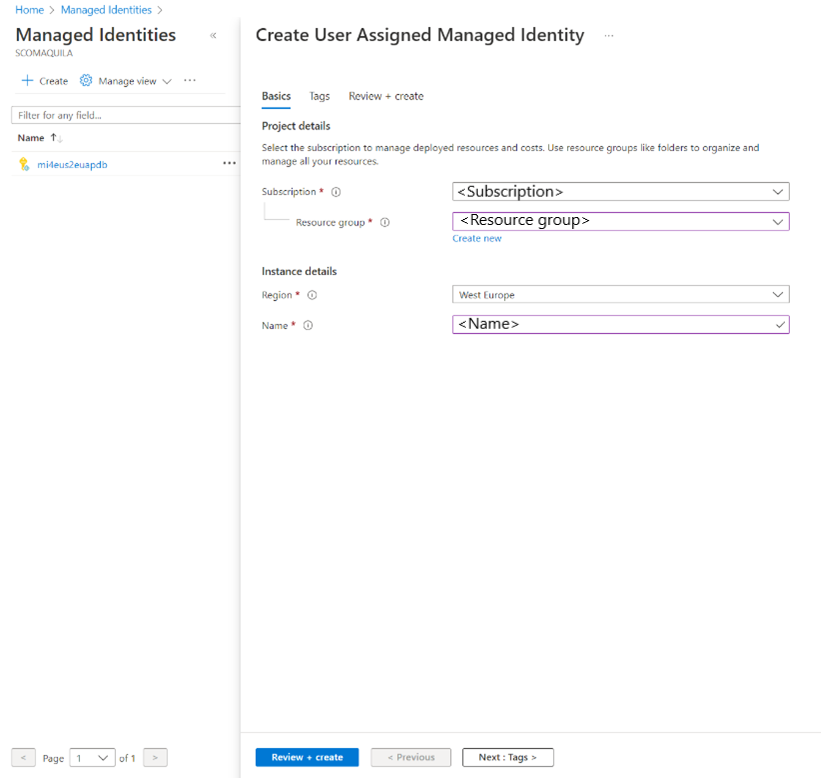 Home > Managed Identities >
Managed Identities
SCOMAQUILA
«
+ Create Manage view ···
Filter for any field...
Name ↑↓
mi4eus2euapdb ···
< Page 1 of 1 >
Create User Assigned Managed Identity ···
Basics Tags Review + create
Project details
Select the subscription to manage deployed resources and costs. Use resource groups like folders to organize and
manage all your resources.
Subscription * <Subscription>
Resource group * <Resource group>
Create new
Instance details
Region * West Europe
Name * <Name>
Review + create < Previous Next : Tags >